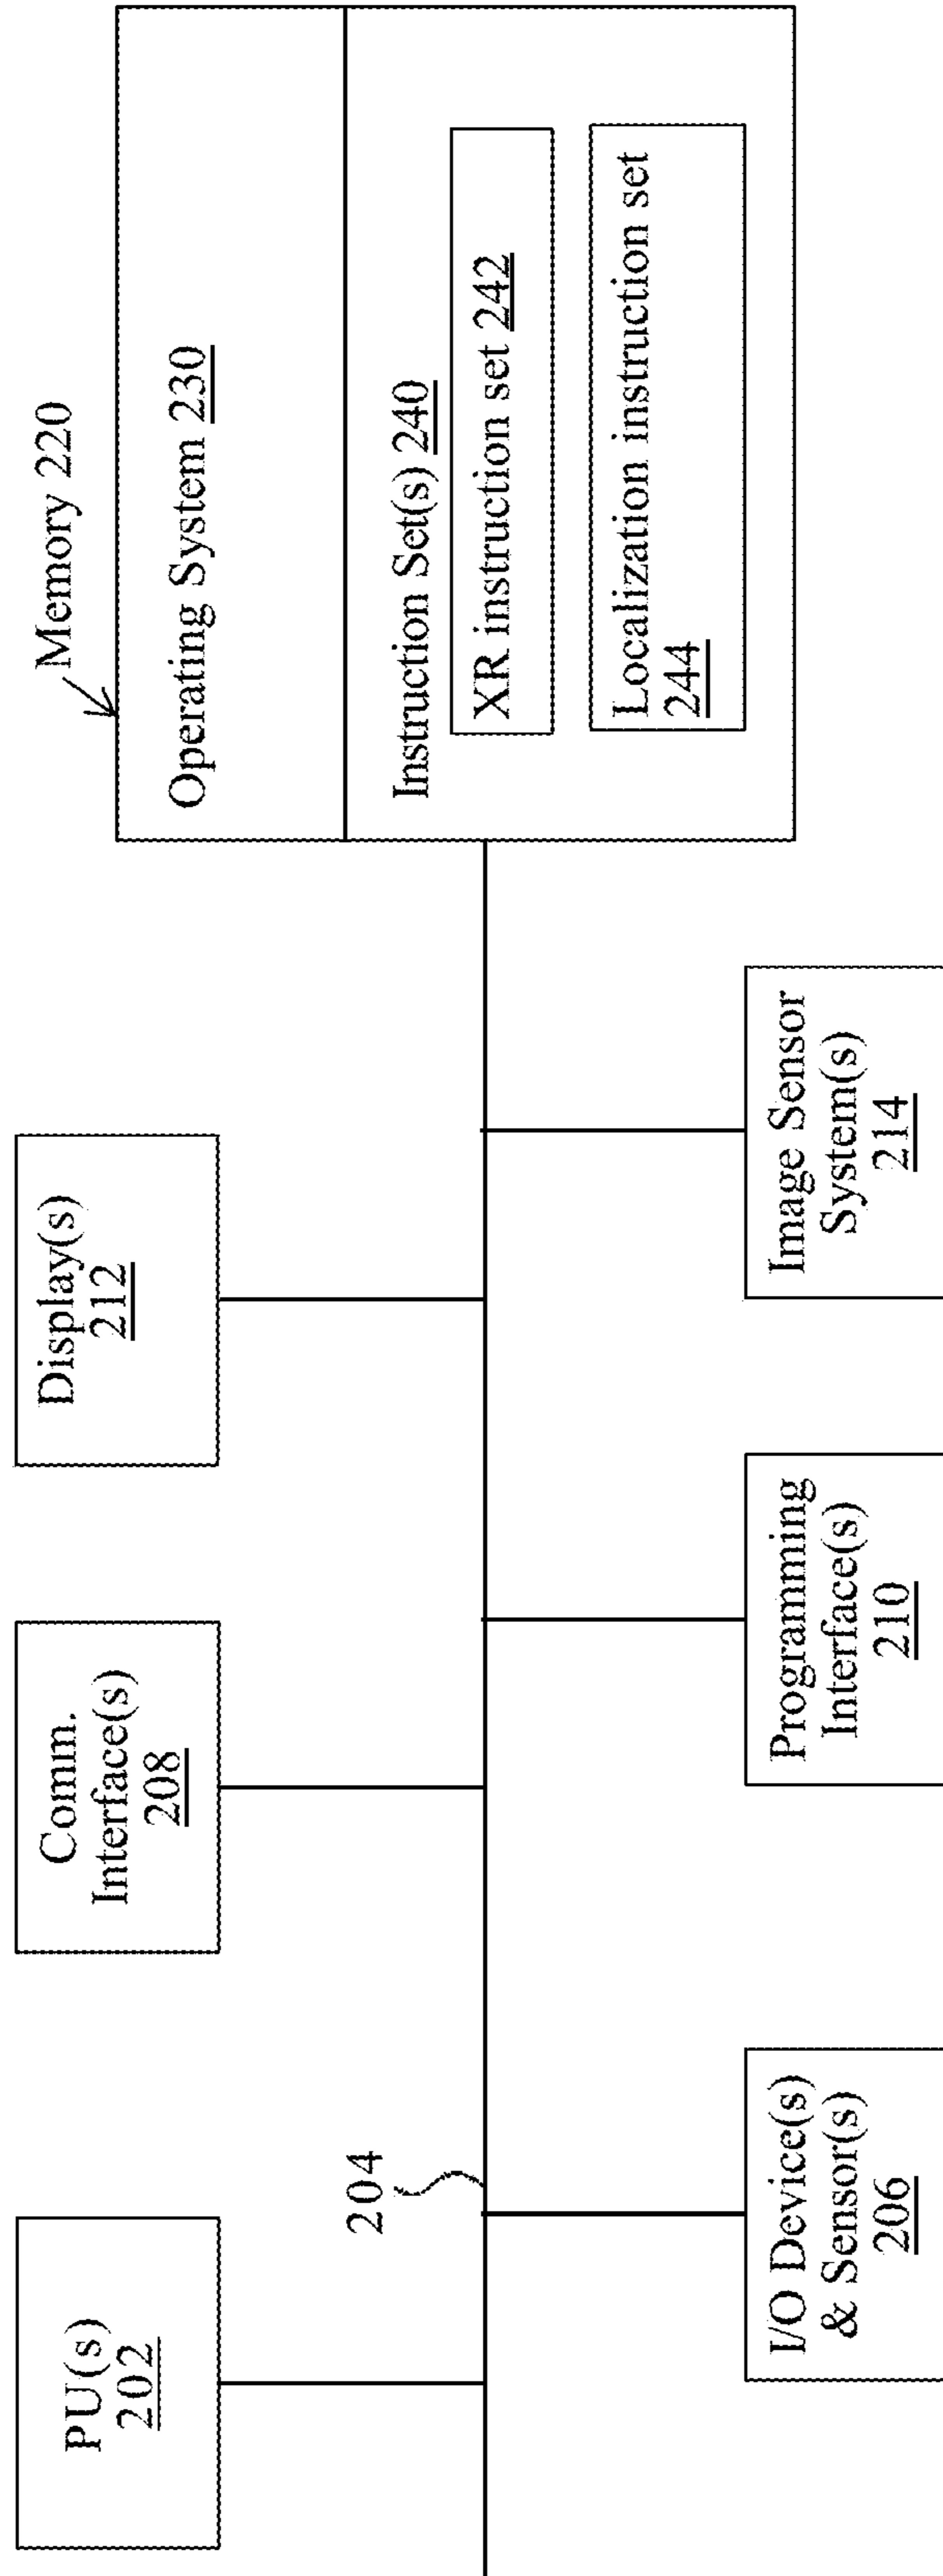 PU(s)
202
Comm.
Interface(s)
208
Display(s)
212
Memory 220
Operating System 230
204
Instruction Set(s) 240
XR instruction set 242
Localization instruction set
244
I/O Device(s)
& Sensor(s)
206
Programming
Interface(s)
210
Image Sensor
System(s)
214